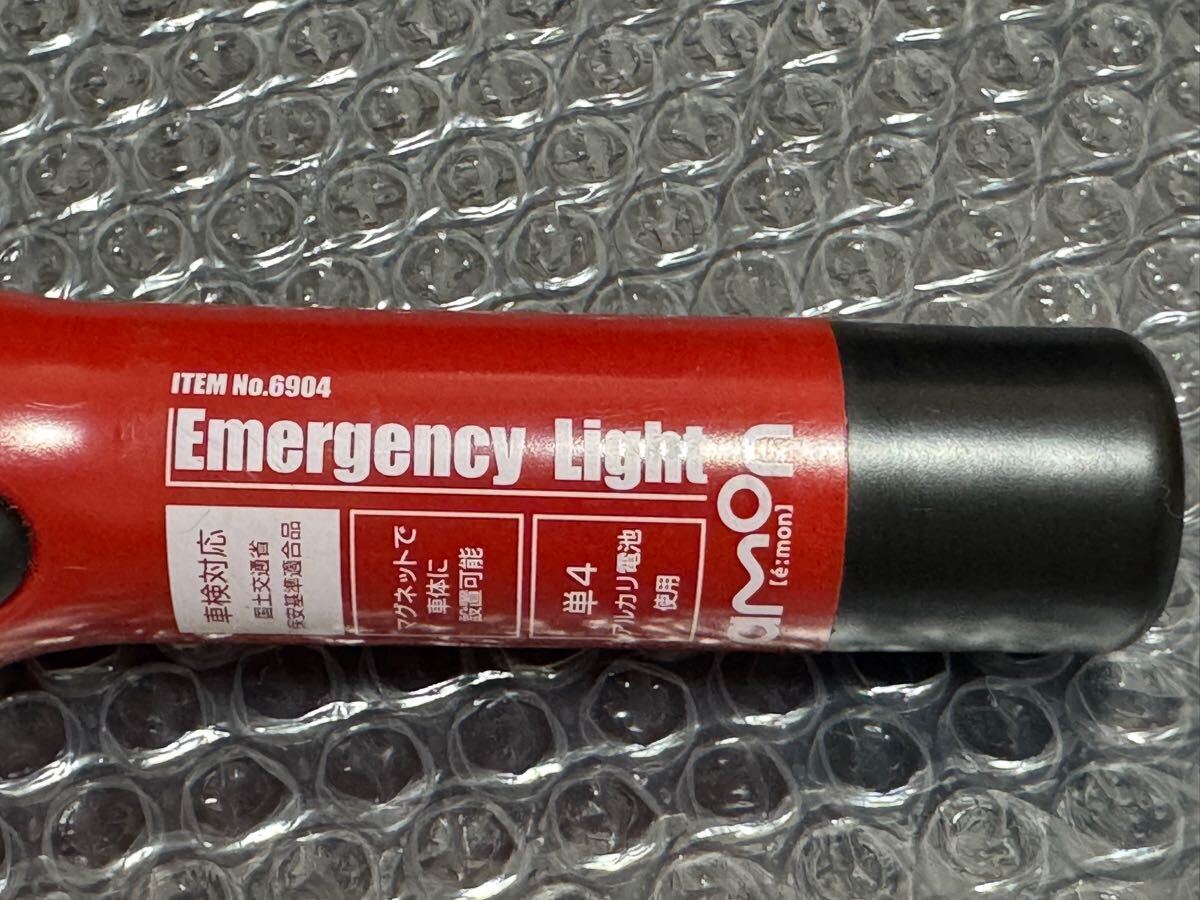 ITEM No.6904
Emergency Light
車検対応
国土交通省
保安基準適合品
マグネットで
車体に
設置可能
単4
アルカリ電池
使用
amon
[é:mon]